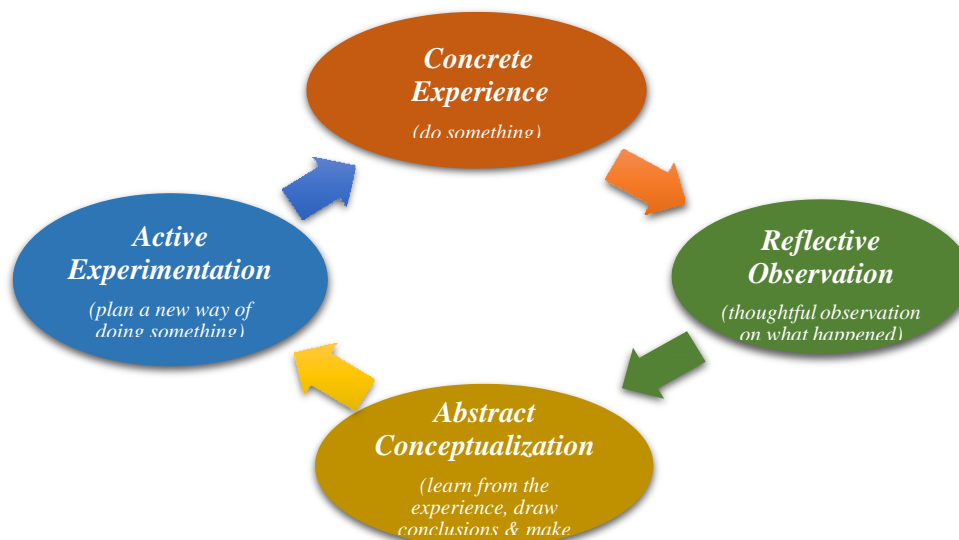 Concrete
Experience
(do something)
Reflective
Observation
(thoughtful observation
on what happened)
Abstract
Conceptualization
(learn from the
experience, draw
conclusions & make
Active
Experimentation
(plan a new way of
doing something)